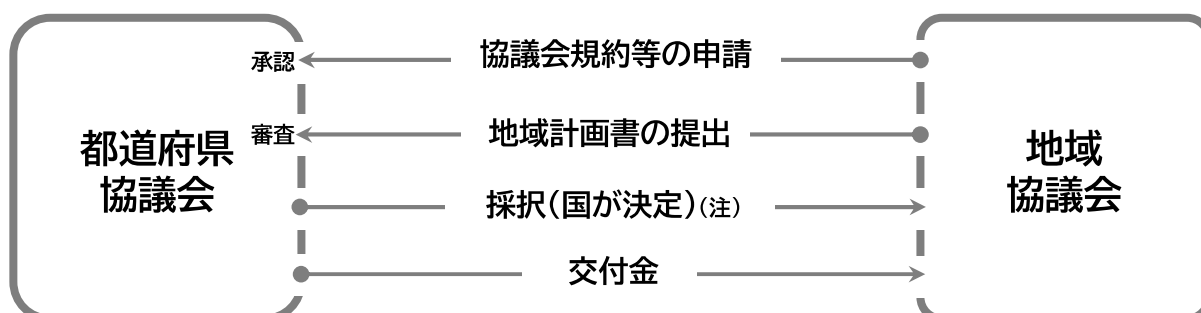 承認
協議会規約等の申請
審査
地域計画書の提出
都道府県
協議会
地域
協議会
採択(国が決定)(注)
交付金